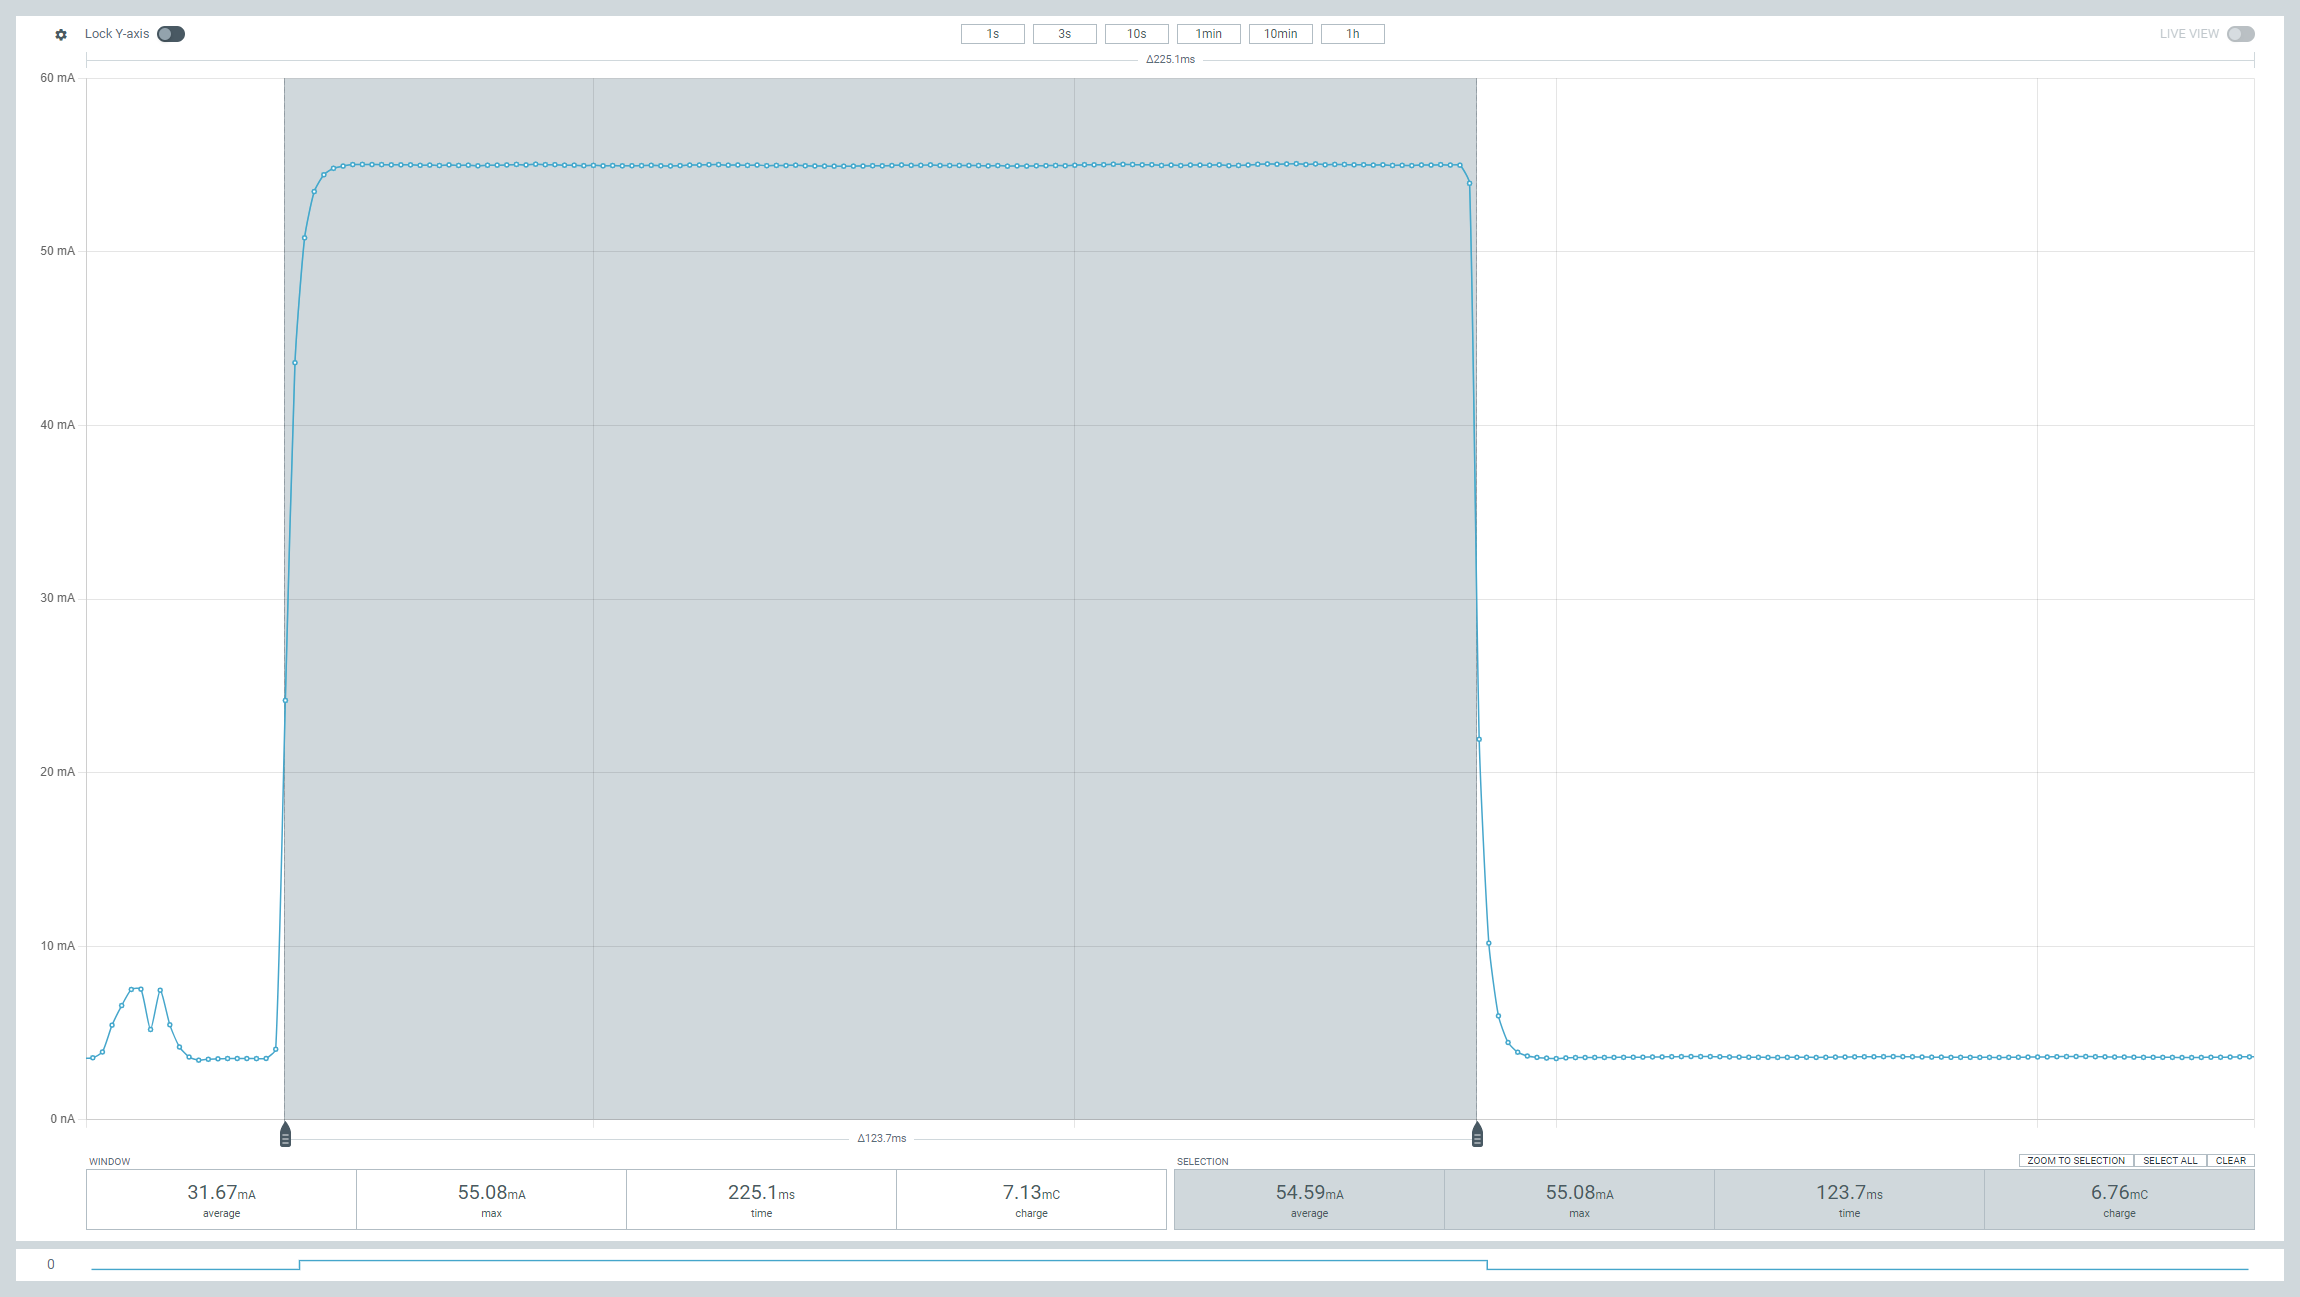 Lock Y-axis
1s 3s 10s 1min 10min 1h
LIVE VIEW
Δ225.1ms
60 mA
50 mA
40 mA
30 mA
20 mA
10 mA
0 nA
Δ123.7ms
WINDOW
31.67mA average
55.08mA max
225.1ms time
7.13mC charge
SELECTION
ZOOM TO SELECTION SELECT ALL CLEAR
54.59mA average
55.08mA max
123.7ms time
6.76mC charge
0